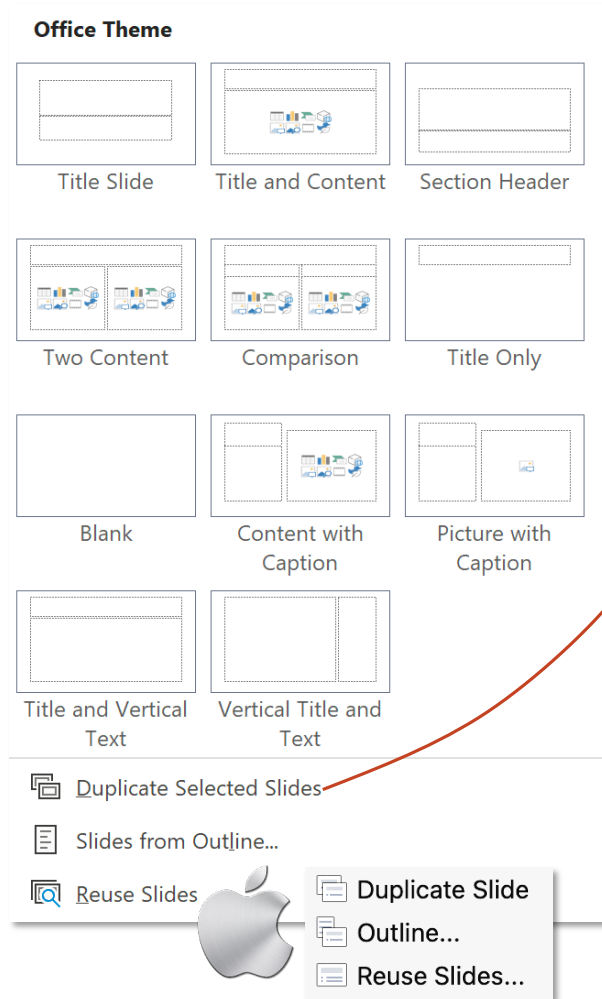 Office Theme
Title Slide
Title and Content
Section Header
Two Content
Comparison
Title Only
Blank
Content with
Caption
Picture with
Caption
Title and Vertical
Text
Vertical Title and
Text
Duplicate Selected Slides
Slides from Outline...
Reuse Slides
Duplicate Slide
Outline...
Reuse Slides...